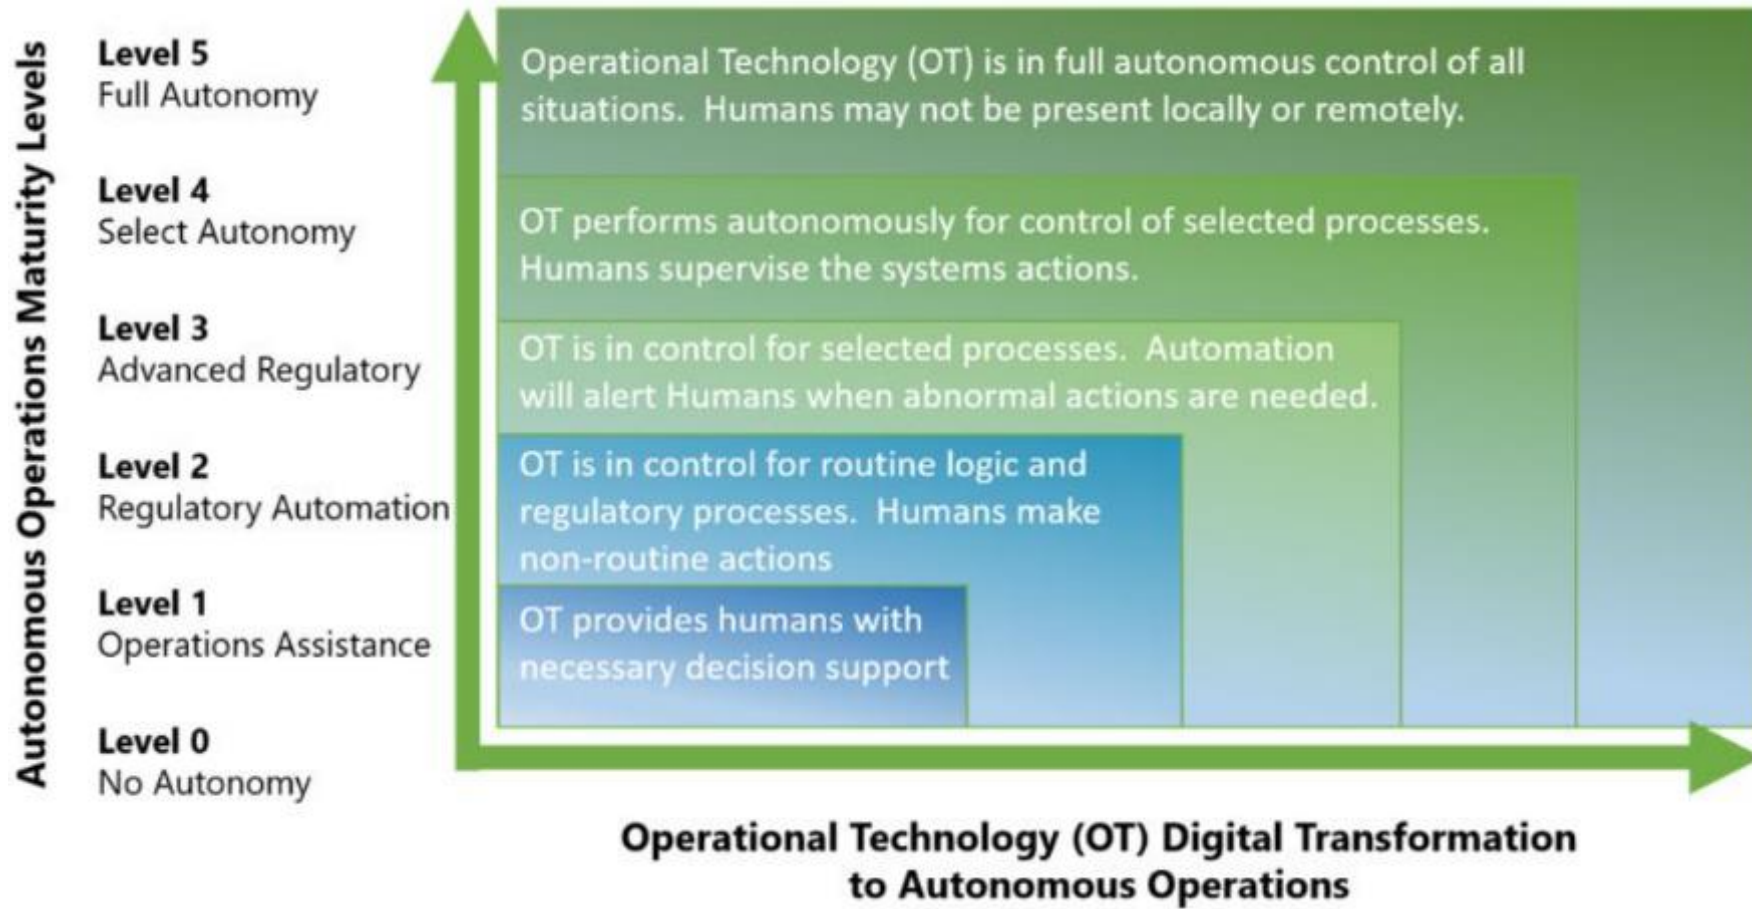 Autonomous Operations Maturity Levels
Level 5
Full Autonomy
Operational Technology (OT) is in full autonomous control of all
situations.  Humans may not be present locally or remotely.
Level 4
Select Autonomy
OT performs autonomously for control of selected processes.
Humans supervise the systems actions.
Level 3
Advanced Regulatory
OT is in control for selected processes.  Automation
will alert Humans when abnormal actions are needed.
Level 2
Regulatory Automation
OT is in control for routine logic and
regulatory processes.  Humans make
non-routine actions
Level 1
Operations Assistance
OT provides humans with
necessary decision support
Level 0
No Autonomy
Operational Technology (OT) Digital Transformation
to Autonomous Operations